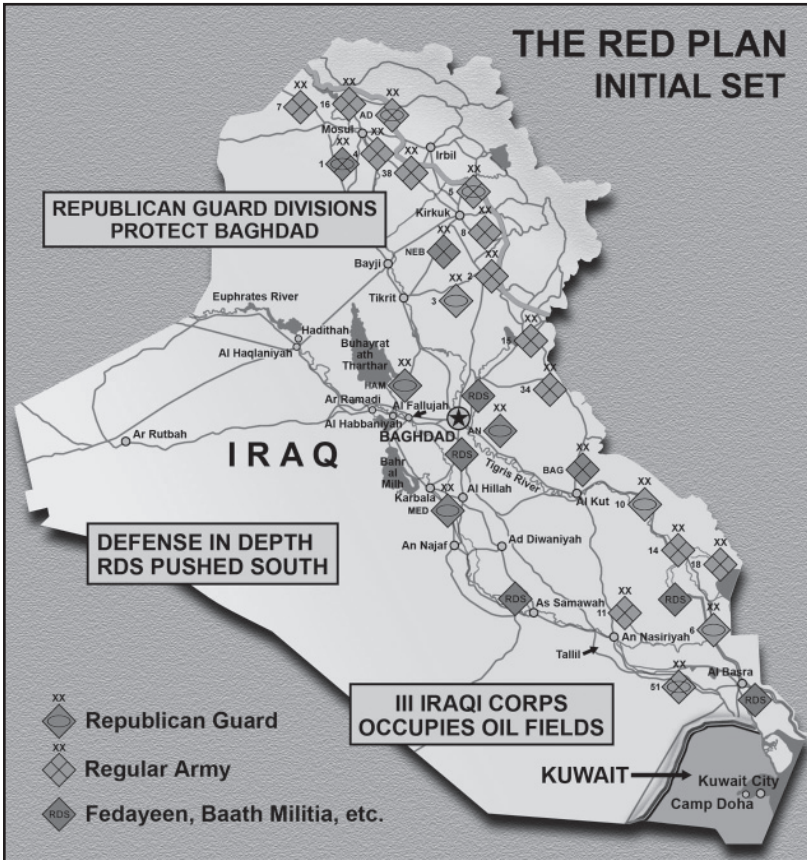 THE RED PLAN
INITIAL SET
XX
7
XX
16
XX
AD
Mosul
XX
1
XX
4
XX
38
Irbil
XX
5
REPUBLICAN GUARD DIVISIONS
PROTECT BAGHDAD
Kirkuk
XX
8
XX
NEB
Bayji
XX
2
XX
3
Tikrit
Euphrates River
Hadithah
Al Haqlaniyah
Buhayrat
ath
Tharthar
XX
15
XX
HAM
XX
34
RDS
Ar Ramadi
Al Fallujah
Al Habbaniyah
BAGHDAD
XX
AN
Ar Rutbah
IRAQ
RDS
Tigris River
XX
BAG
Bahr
al
Milh
Karbala
XX
MED
Al Hillah
Al Kut
XX
10
DEFENSE IN DEPTH
RDS PUSHED SOUTH
An Najaf
Ad Diwaniyah
XX
14
XX
18
RDS
As Samawah
XX
11
RDS
XX
6
An Nasiriyah
Tallil
XX
51
Al Basra
RDS
III IRAQI CORPS
OCCUPIES OIL FIELDS
XX
Republican Guard
XX
Regular Army
RDS
Fedayeen, Baath Militia, etc.
KUWAIT
Kuwait City
Camp Doha